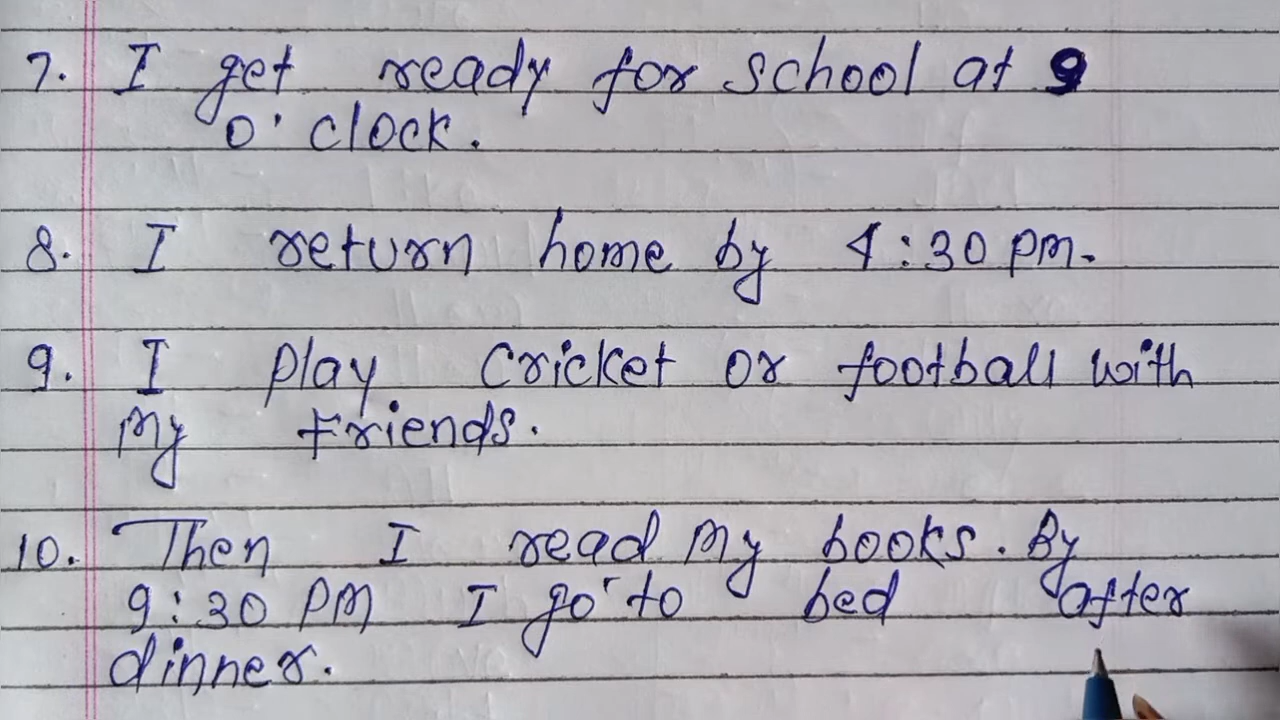 7. I get ready for school at 9
o' clock.
8. I return home by 4:30 pm.
9. I play cricket or football with
my friends.
10. Then I read my books. By
9:30 PM I go to bed after
dinner.